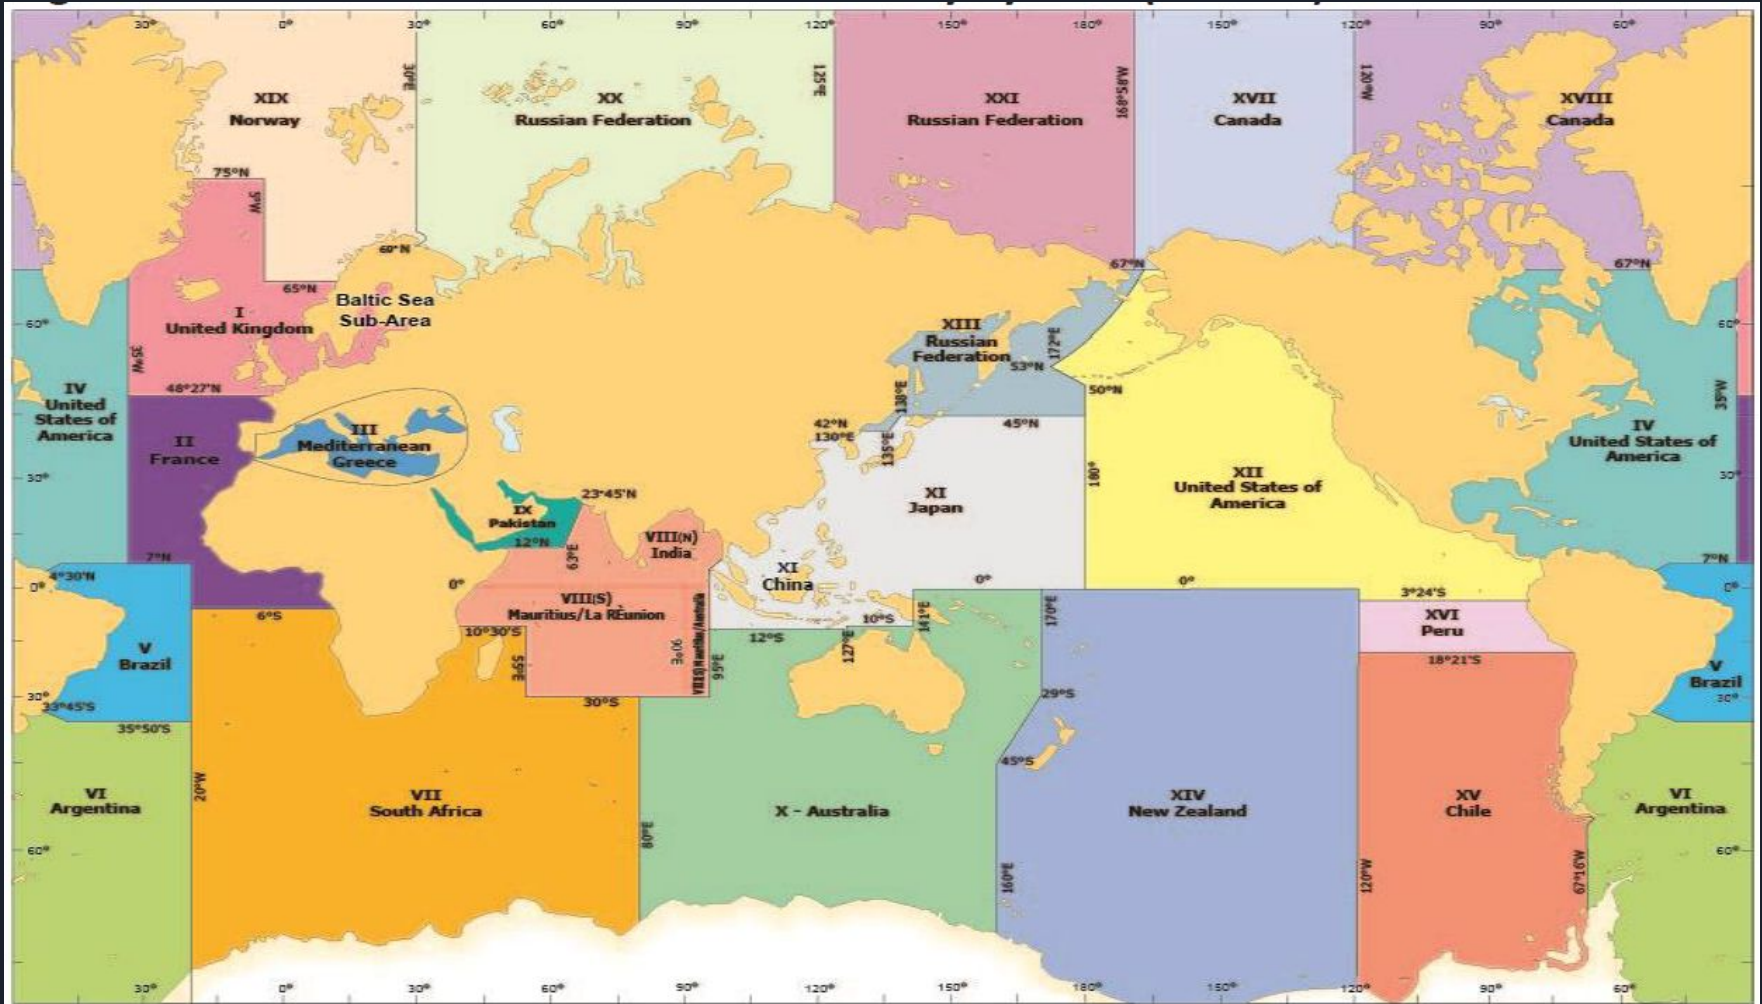 30°
0°
30°
60°
90°
120°
150°
180°
150°
120°
90°
60°
XIX
Norway
30°E
XX
Russian Federation
125°E
XXI
Russian Federation
168°58'W
XVII
Canada
120°W
XVIII
Canada
75°N
5°W
60°N
65°N
67°N
67°N
Baltic Sea
Sub-Area
I
United Kingdom
60°
60°
35°W
48°27'N
XIII
Russian
Federation
172°E
53°N
50°N
138°E
42°N
130°E
135°E
45°N
180°
IV
United
States of
America
II
France
III
Mediterranean
Greece
XI
Japan
XII
United States of
America
IV
United States of
America
35°W
30°
30°
23°45'N
IX
Pakistan
12°N
63°E
VIII(N)
India
XI
China
7°N
7°N
4°30'N
0°
0°
0°
0°
0°
3°24'S
6°S
VIII(S)
Mauritius/La RÈunion
10°30'S
55°E
90°E
VIII(S)Mauritius/Australia
95°E
12°S
10°S
127°E
141°E
170°E
XVI
Peru
18°21'S
V
Brazil
V
Brazil
30°
30°
30°S
29°S
33°45'S
35°50'S
45°S
VI
Argentina
20°W
VII
South Africa
80°E
X - Australia
160°E
XIV
New Zealand
120°W
XV
Chile
67°16'W
VI
Argentina
60°
60°
30°
0°
30°
60°
90°
120°
150°
180°
150°
120°
90°
60°